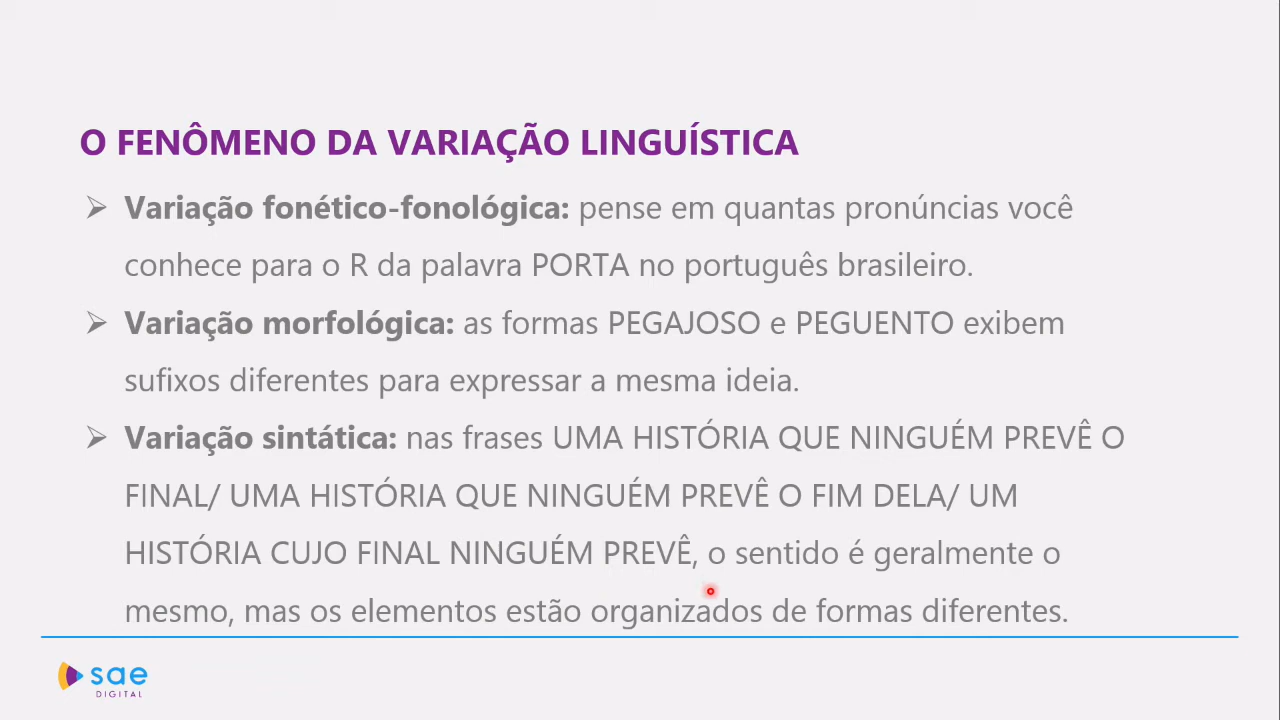 O FENÔMENO DA VARIAÇÃO LINGUÍSTICA
Variação fonético-fonológica: pense em quantas pronúncias você
conhece para o R da palavra PORTA no português brasileiro.
Variação morfológica: as formas PEGAJOSO e PEGUENTO exibem
sufixos diferentes para expressar a mesma ideia.
Variação sintática: nas frases UMA HISTÓRIA QUE NINGUÉM PREVÊ O
FINAL/ UMA HISTÓRIA QUE NINGUÉM PREVÊ O FIM DELA/ UM
HISTÓRIA CUJO FINAL NINGUÉM PREVÊ, o sentido é geralmente o
mesmo, mas os elementos estão organizados de formas diferentes.
sae
DIGITAL